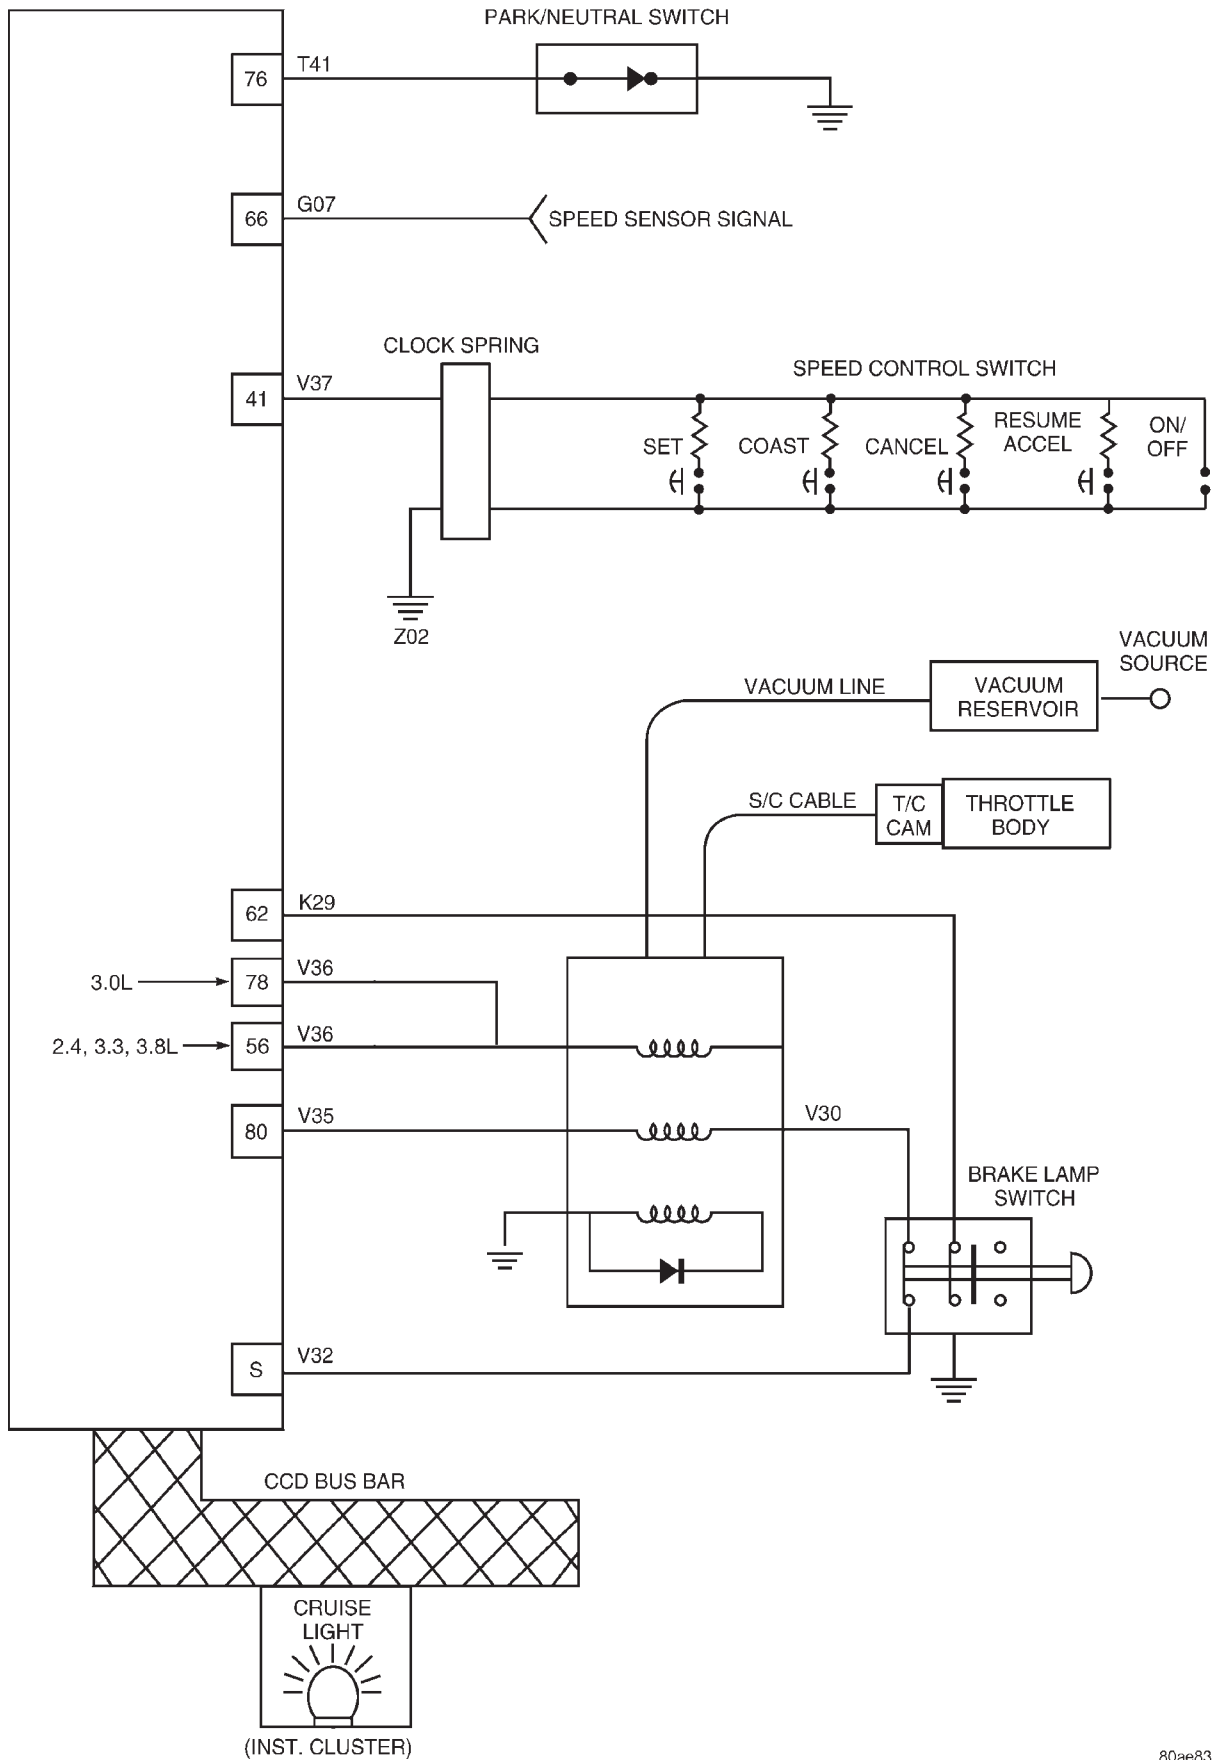 PARK/NEUTRAL SWITCH
76
T41
66
G07
SPEED SENSOR SIGNAL
CLOCK SPRING
SPEED CONTROL SWITCH
41
V37
SET
COAST
CANCEL
RESUME
ACCEL
ON/
OFF
Z02
VACUUM
SOURCE
VACUUM LINE
VACUUM
RESERVOIR
S/C CABLE
T/C
CAM
THROTTLE
BODY
62
K29
3.0L
78
V36
2.4, 3.3, 3.8L
56
V36
80
V35
V30
BRAKE LAMP
SWITCH
S
V32
CCD BUS BAR
CRUISE
LIGHT
(INST. CLUSTER)
80ae83